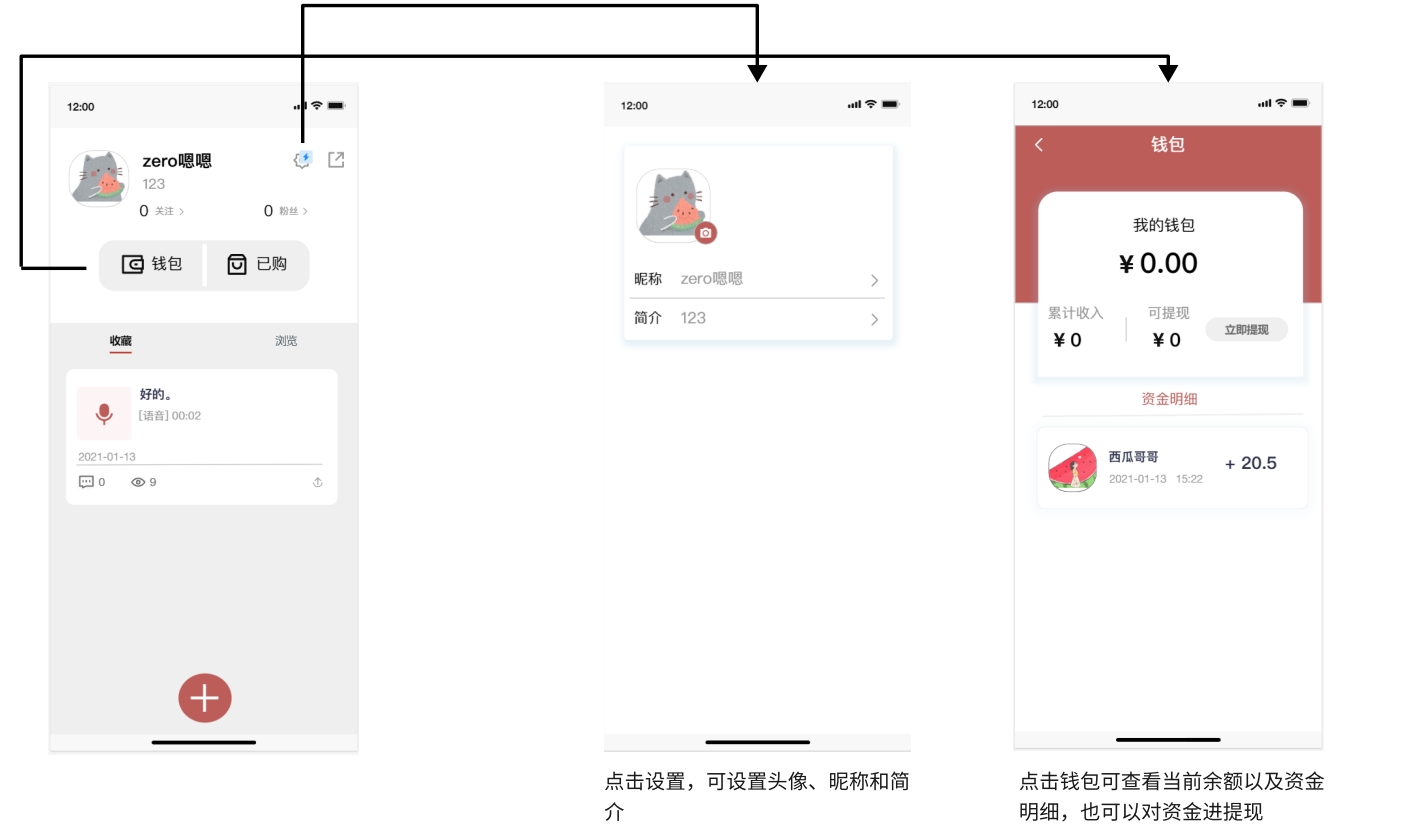 12:00
zero嗯嗯
123
0 关注
0 粉丝
钱包
已购
收藏
浏览
好的。
[语音] 00:02
2021-01-13
0
9
12:00
昵称 zero嗯嗯
简介 123
点击设置，可设置头像、昵称和简
介
12:00
钱包
我的钱包
¥ 0.00
累计收入
¥ 0
可提现
¥ 0
立即提现
资金明细
西瓜哥哥
2021-01-13 15:22
+ 20.5
点击钱包可查看当前余额以及资金
明细，也可以对资金进提现